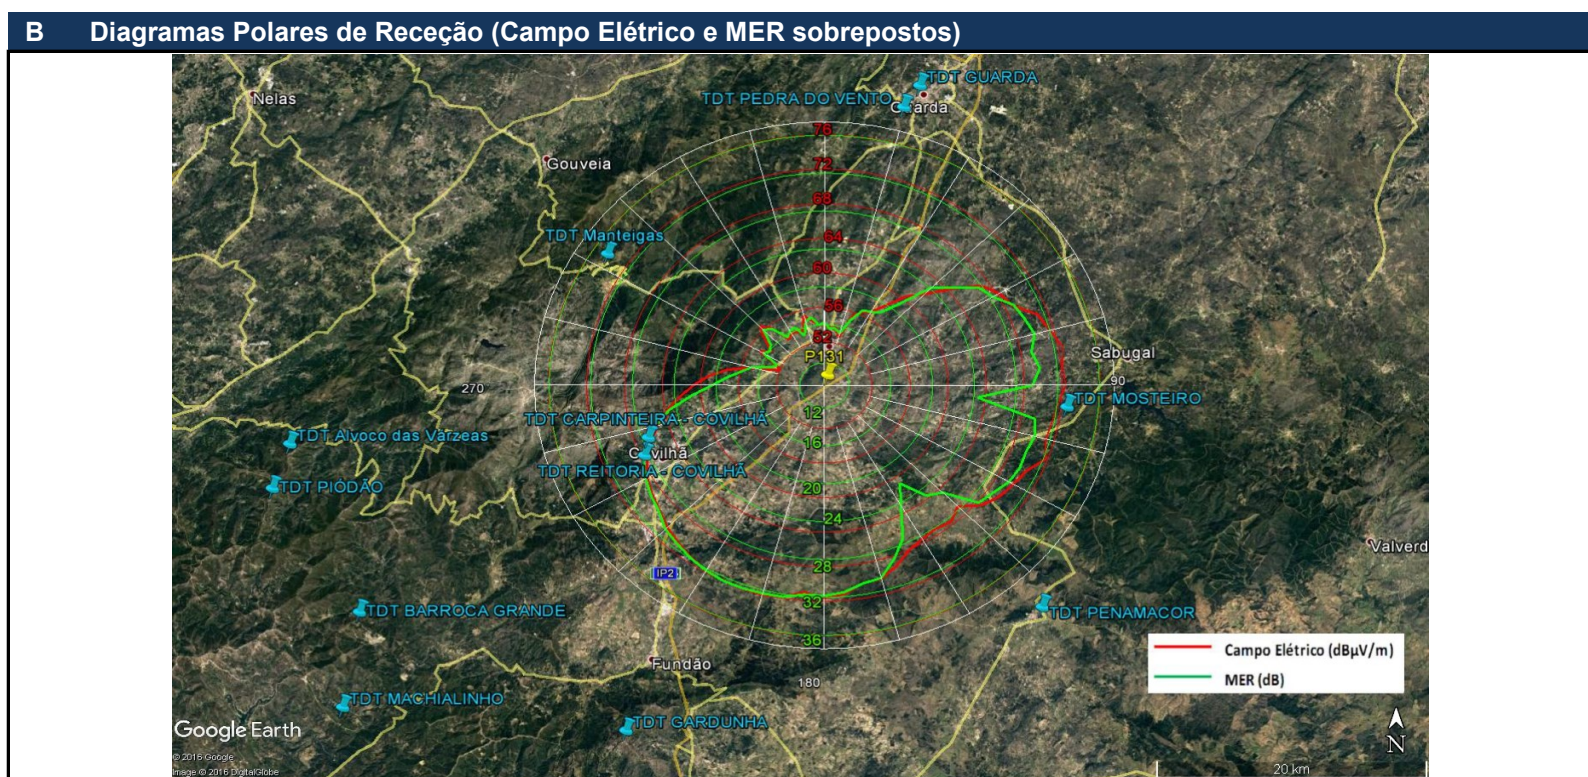 B Diagramas Polares de Receção (Campo Elétrico e MER sobrepostos)
TDT GUARDA
Nelas
TDT PEDRA DO VENTO
Guarda
76
Gouveia
72
68
TDT Manteigas
64
60
56
52
P131
Sabugal
270
90
TDT MOSTEIRO
12
TDT CARPINTEIRA - COVILHÃ
TDT Alvoco das Várzeas
16
Covilhã
TDT REITORIA - COVILHÃ
TDT PIÓDÃO
20
24
Valverd
28
IP2
32
TDT BARROCA GRANDE
TDT PENAMACOR
36
Campo Elétrico (dBµV/m)
Fundão
MER (dB)
180
TDT MACHIALINHO
TDT GARDUNHA
Google Earth
N
© 2016 Google
Image © 2016 DigitalGlobe
20 km